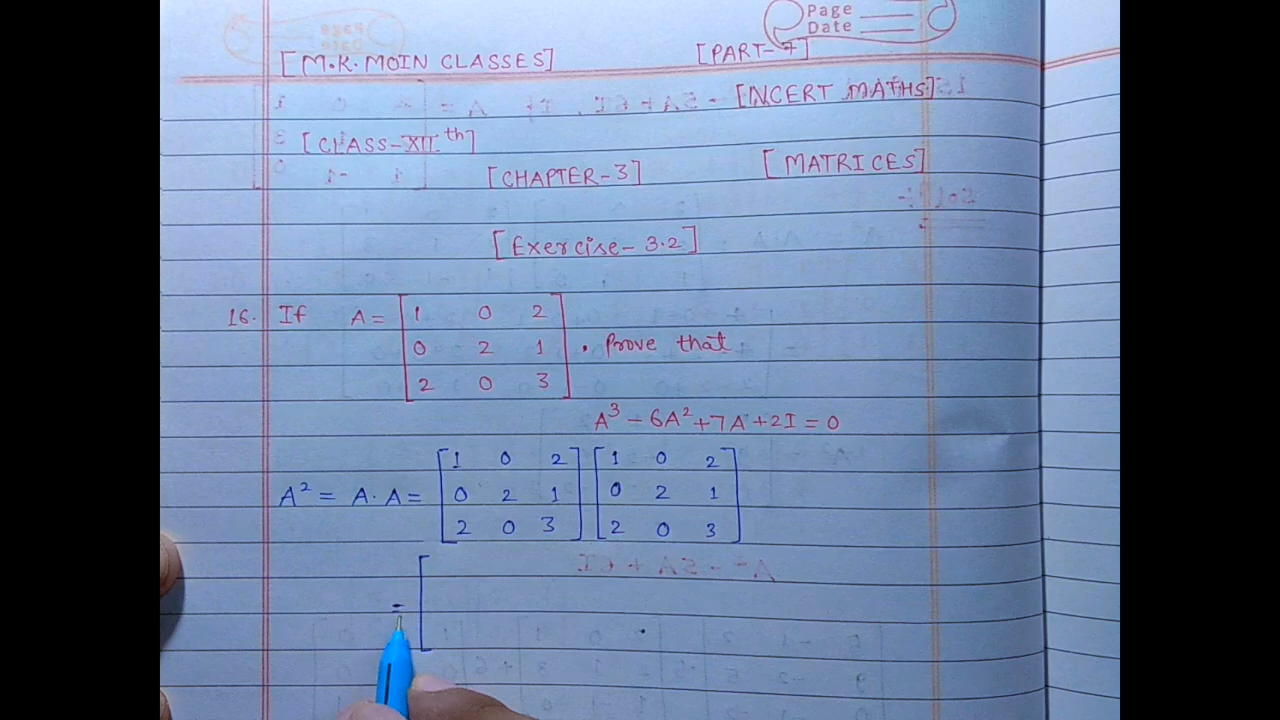 Page
Date
[M.K. MOIN CLASSES] [PART-7]
[NCERT MATHS]
[CLASS-XIIth]
[CHAPTER-3] [MATRICES]
[Exercise-3.2]
16. If A = [1 0 2
0 2 1
2 0 3]. Prove that
A³ - 6A² + 7A + 2I = 0
A² = A·A = [1 0 2] [1 0 2]
[0 2 1] [0 2 1]
[2 0 3] [2 0 3]
= [